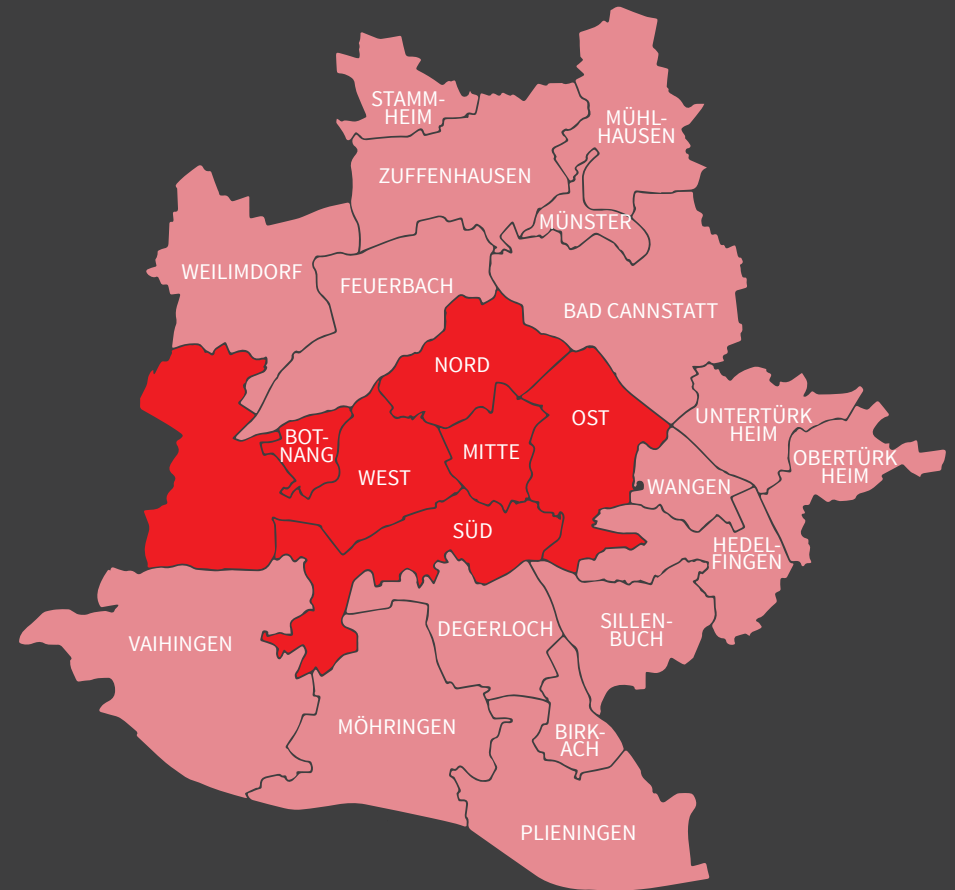 STAMM-
HEIM
MÜHL-
HAUSEN
ZUFFENHAUSEN
MÜNSTER
WEILIMDORF
FEUERBACH
BAD CANNSTATT
NORD
OST
UNTERTÜRK
HEIM
BOT-
NANG
MITTE
OBERTÜRK
HEIM
WEST
WANGEN
SÜD
HEDEL-
FINGEN
DEGERLOCH
SILLEN-
BUCH
VAIHINGEN
MÖHRINGEN
BIRK-
ACH
PLIENINGEN